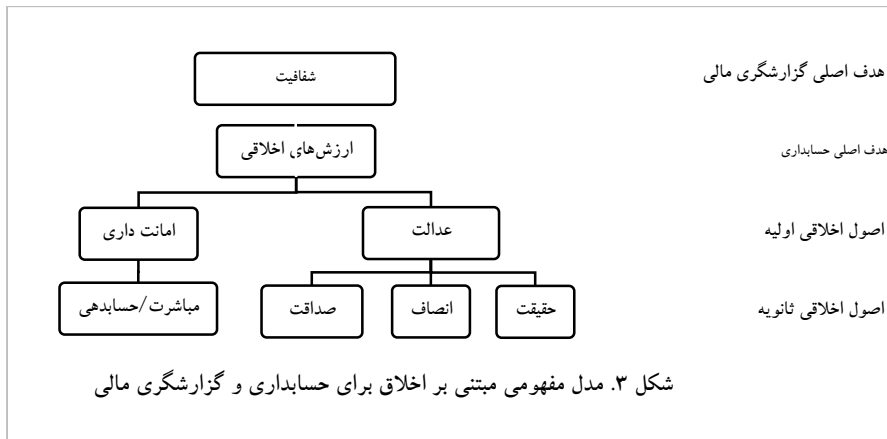 هدف اصلی گزارشگری مالی
شفافیت
هدف اصلی حسابداری
ارزش‌های اخلاقی
اصول اخلاقی اولیه
عدالت
امانت داری
اصول اخلاقی ثانویه
حقیقت
انصاف
صداقت
مباشرت/حسابدهی
شکل ۳. مدل مفهومی مبتنی بر اخلاق برای حسابداری و گزارشگری مالی